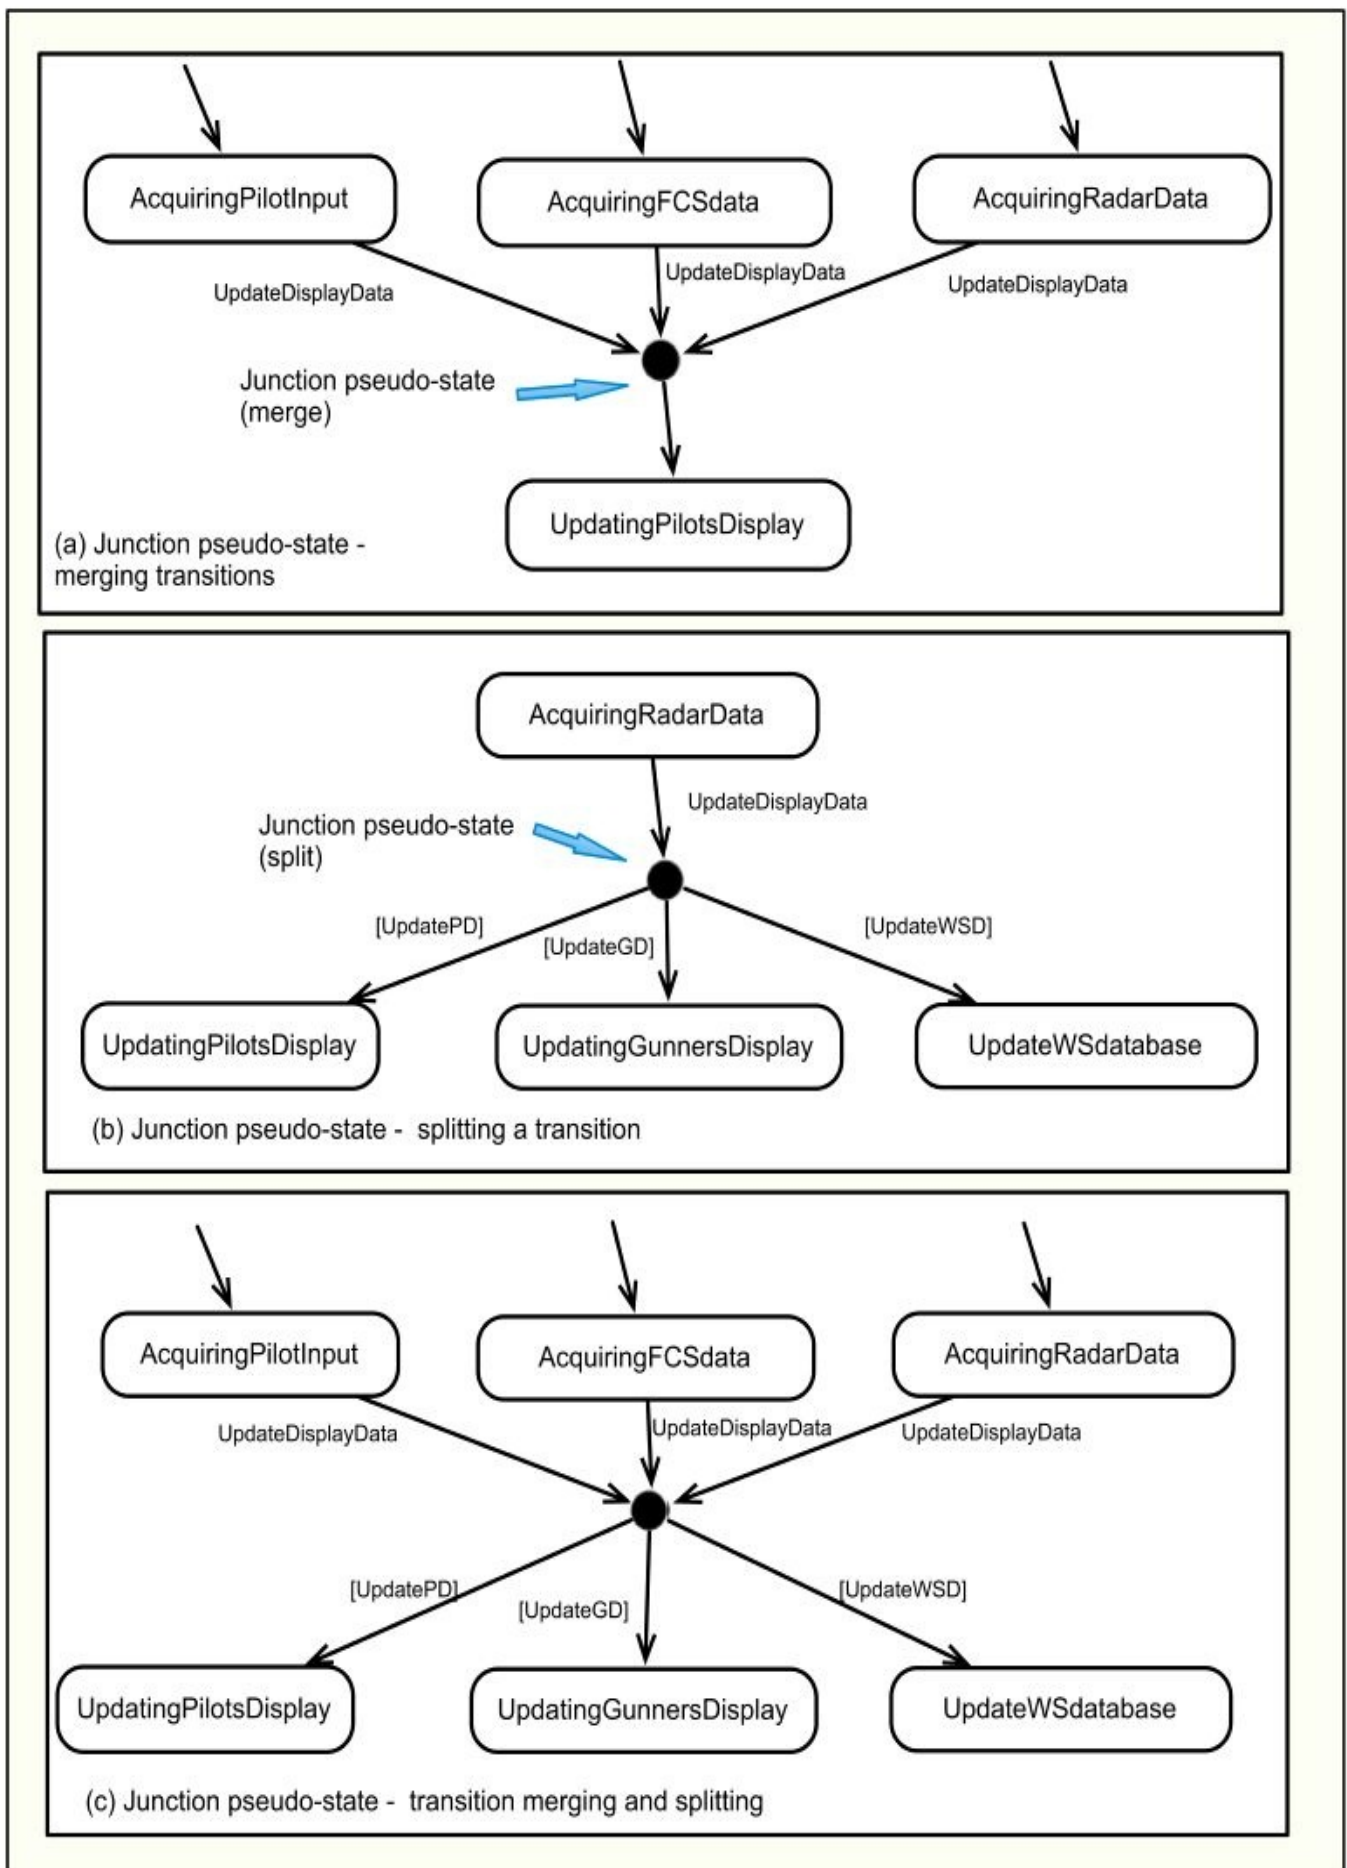 AcquiringPilotInput
AcquiringFCSdata
AcquiringRadarData
UpdateDisplayData
UpdateDisplayData
UpdateDisplayData
Junction pseudo-state
(merge)
UpdatingPilotsDisplay
(a) Junction pseudo-state -
merging transitions
AcquiringRadarData
UpdateDisplayData
Junction pseudo-state
(split)
[UpdatePD]
[UpdateGD]
[UpdateWSD]
UpdatingPilotsDisplay
UpdatingGunnersDisplay
UpdateWSdatabase
(b) Junction pseudo-state - splitting a transition
AcquiringPilotInput
AcquiringFCSdata
AcquiringRadarData
UpdateDisplayData
UpdateDisplayData
UpdateDisplayData
[UpdatePD]
[UpdateGD]
[UpdateWSD]
UpdatingPilotsDisplay
UpdatingGunnersDisplay
UpdateWSdatabase
(c) Junction pseudo-state - transition merging and splitting